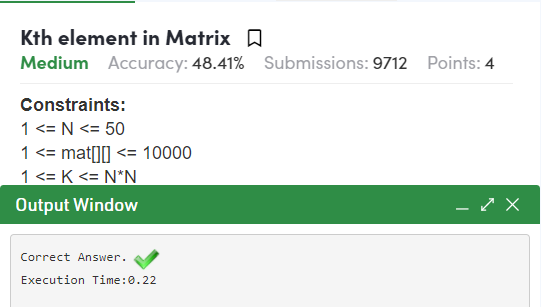 Kth element in Matrix
Medium Accuracy: 48.41% Submissions: 9712 Points: 4
Constraints:
1 <= N <= 50
1 <= mat[][] <= 10000
1 <= K <= N*N
Output Window
Correct Answer.
Execution Time:0.22